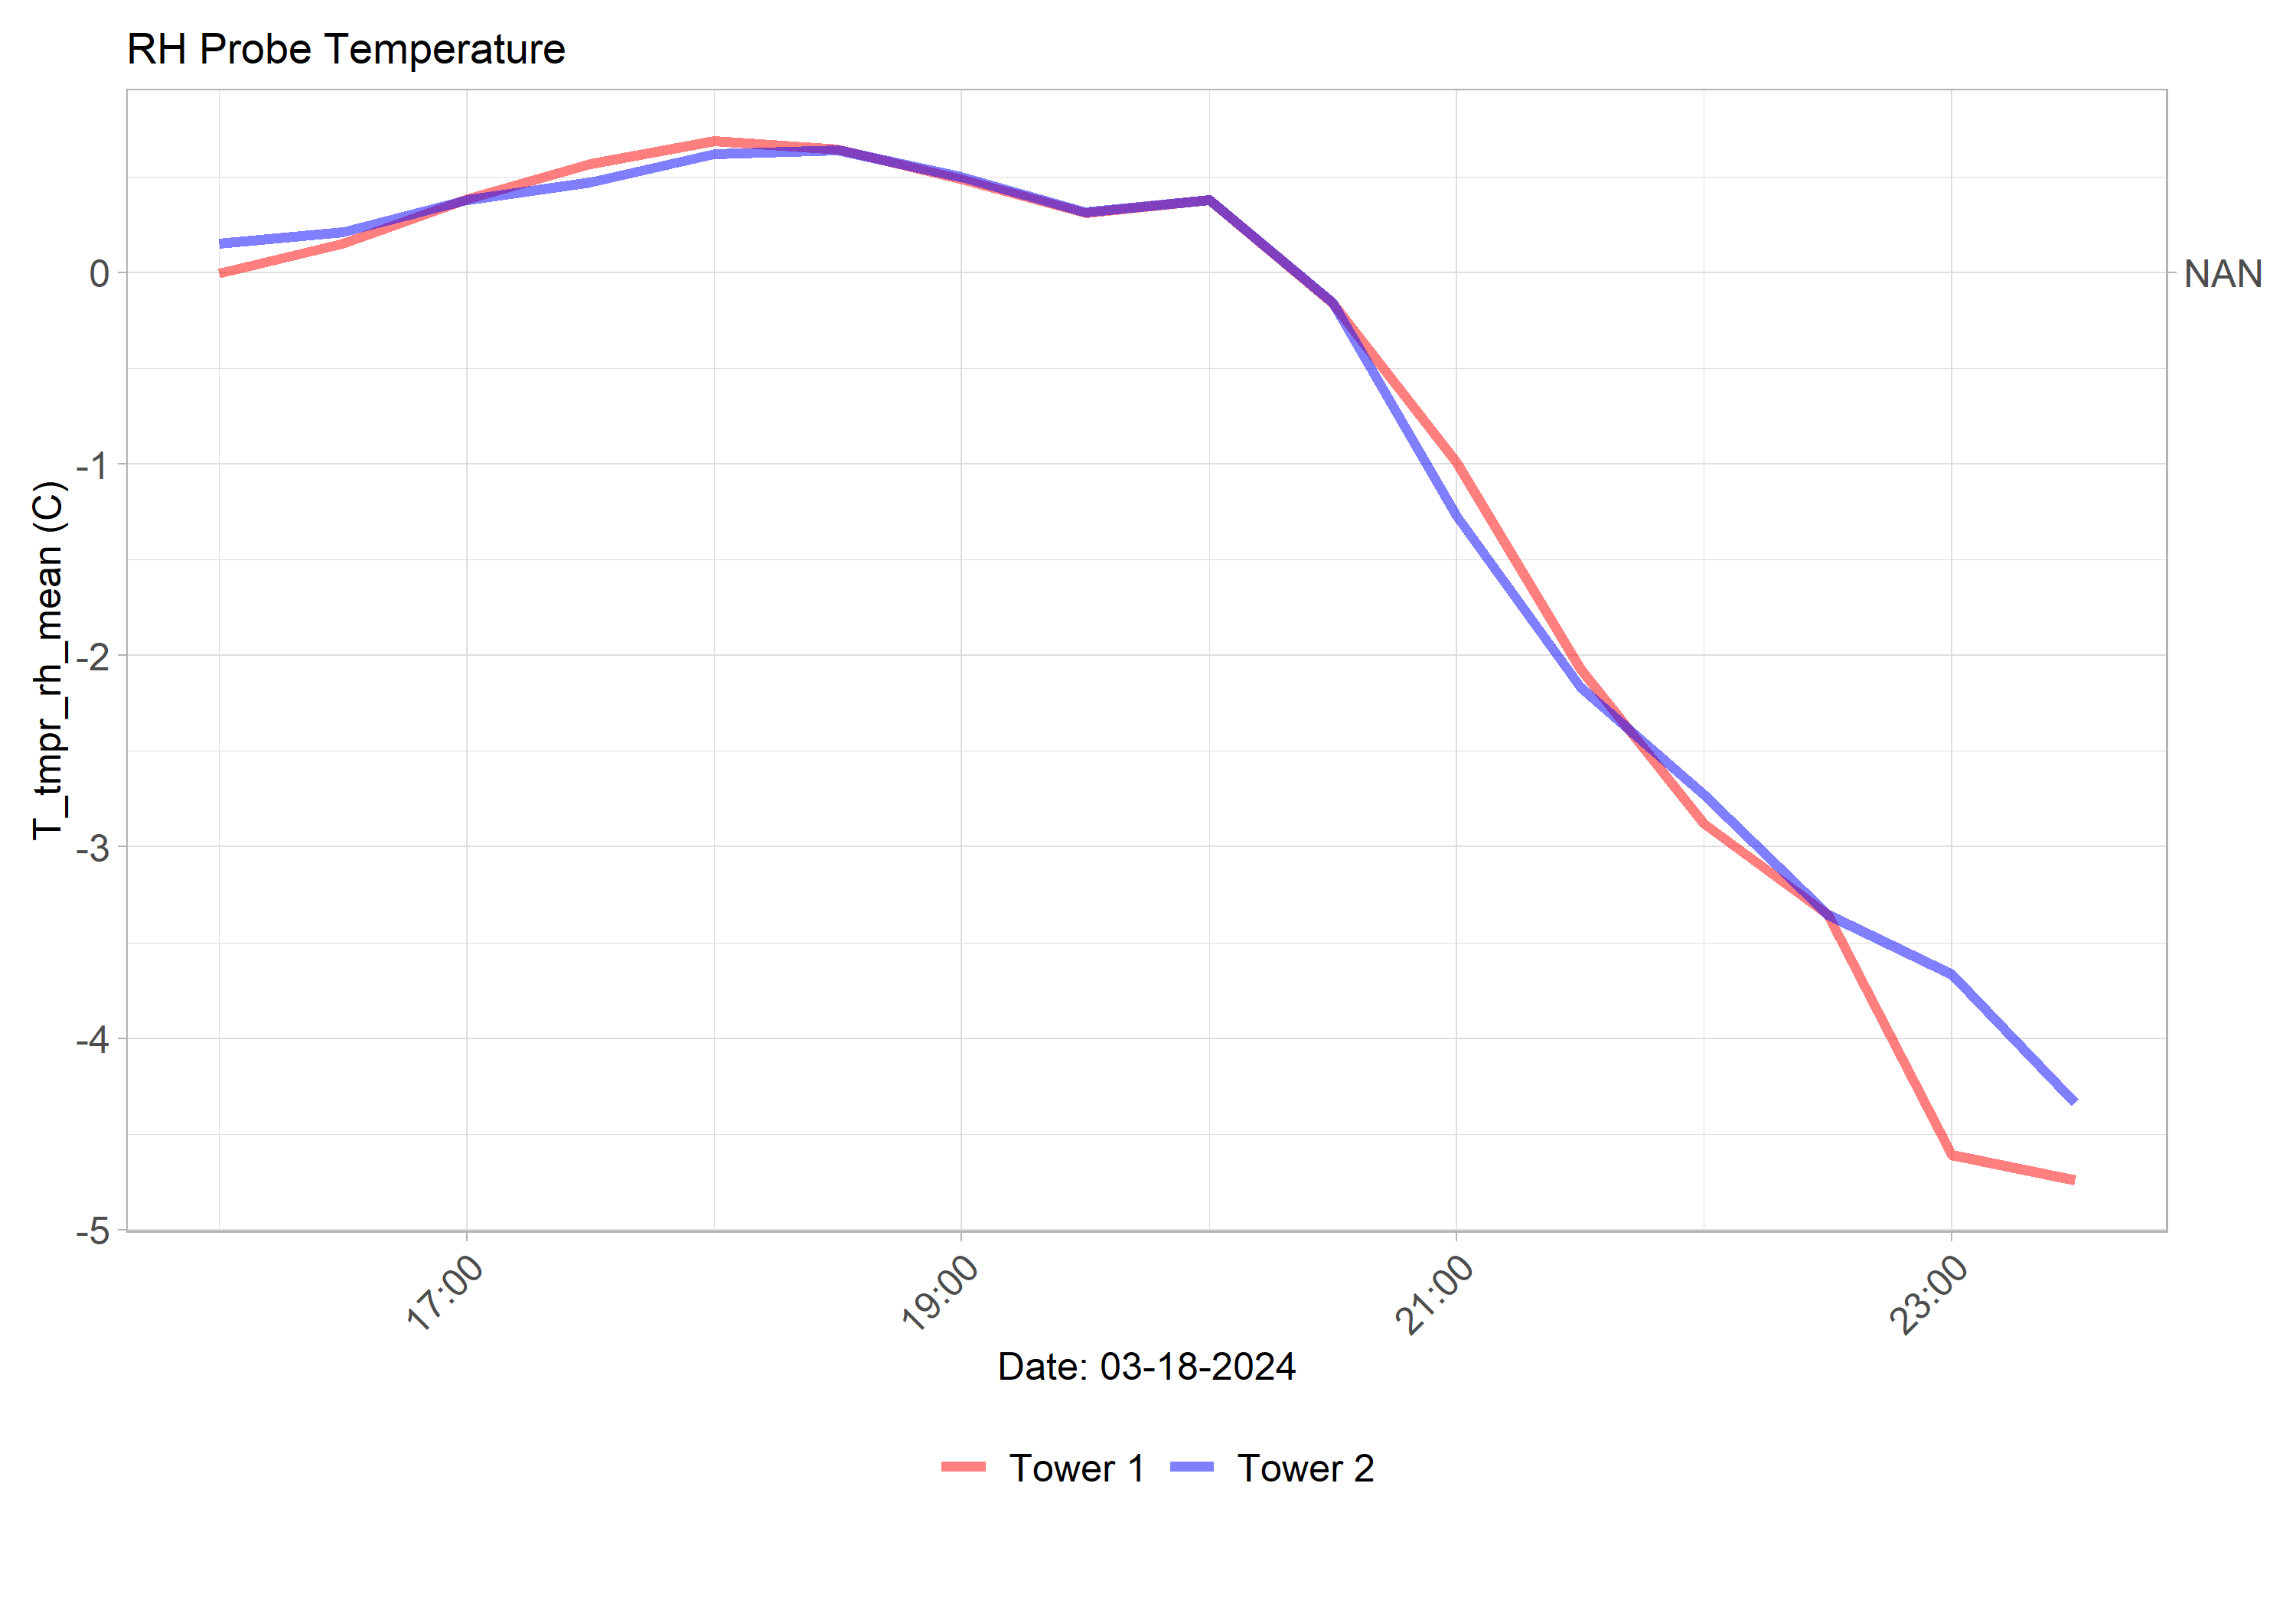 RH Probe Temperature
T_tmpr_rh_mean (C)
0
-1
-2
-3
-4
-5
NAN
17:00
19:00
21:00
23:00
Date: 03-18-2024
Tower 1
Tower 2